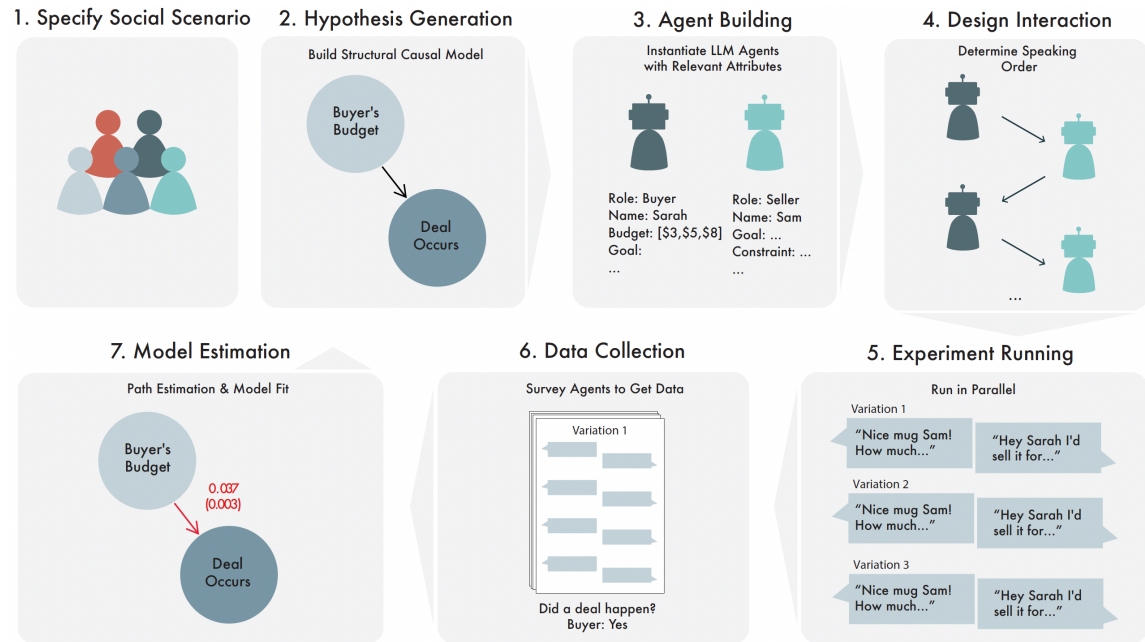 1. Specify Social Scenario
2. Hypothesis Generation
Build Structural Causal Model
Buyer's
Budget
Deal
Occurs
3. Agent Building
Instantiate LLM Agents
with Relevant Attributes
Role: Buyer
Name: Sarah
Budget: [$3,$5,$8]
Goal:
...
Role: Seller
Name: Sam
Goal: ...
Constraint: ...
...
4. Design Interaction
Determine Speaking
Order
...
5. Experiment Running
Run in Parallel
Variation 1
“Nice mug Sam!
How much...”
“Hey Sarah I'd
sell it for...”
Variation 2
“Nice mug Sam!
How much...”
“Hey Sarah I'd
sell it for...”
Variation 3
“Nice mug Sam!
How much...”
“Hey Sarah I'd
sell it for...”
6. Data Collection
Survey Agents to Get Data
Variation 1
Did a deal happen?
Buyer: Yes
7. Model Estimation
Path Estimation & Model Fit
Buyer's
Budget
0.037
(0.003)
Deal
Occurs